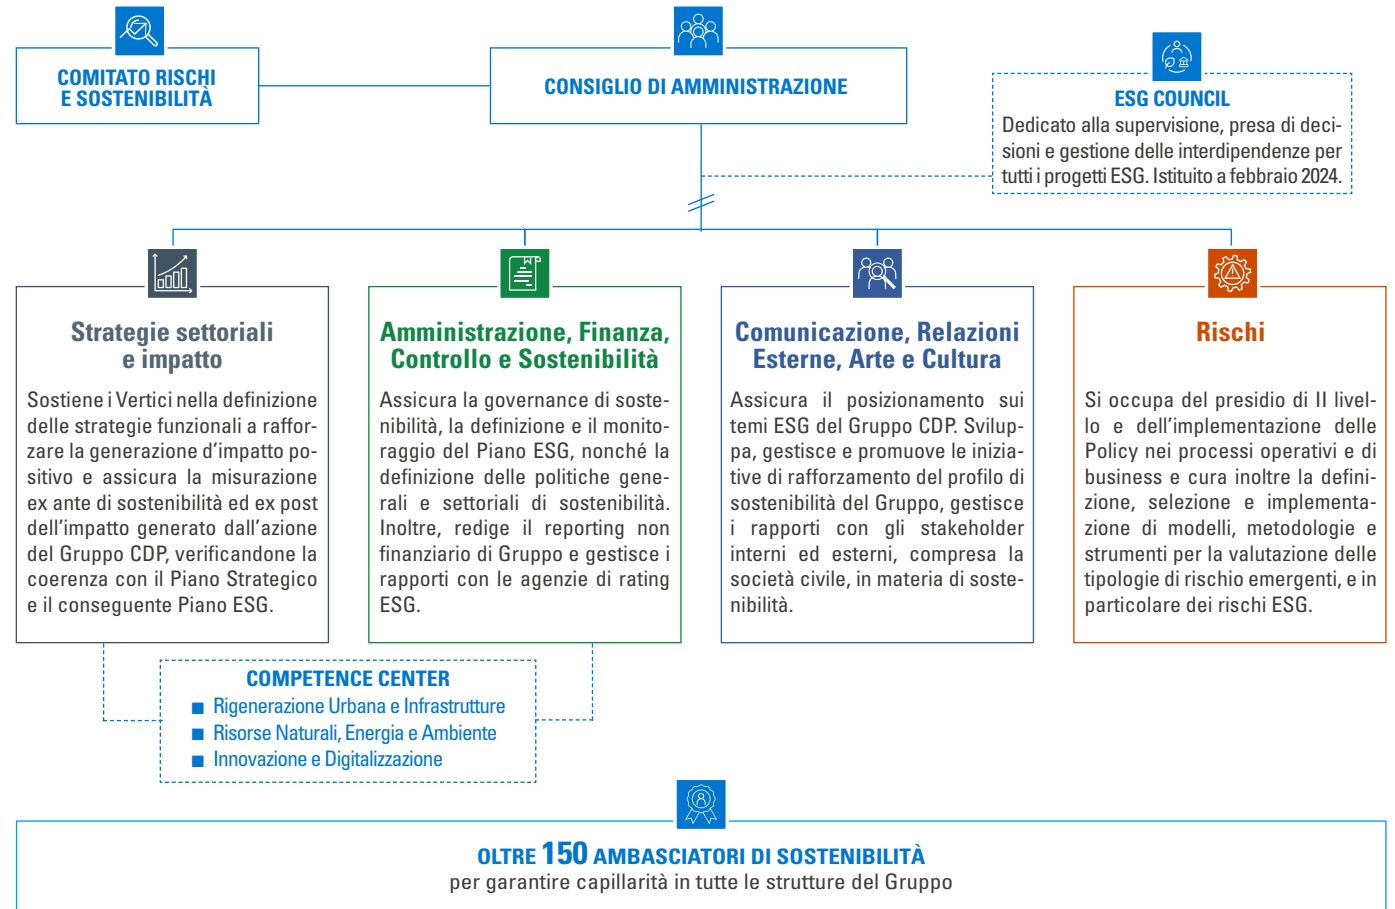 COMITATO RISCHI
E SOSTENIBILITÀ
CONSIGLIO DI AMMINISTRAZIONE
ESG COUNCIL
Dedicato alla supervisione, presa di deci-
sioni e gestione delle interdipendenze per
tutti i progetti ESG. Istituito a febbraio 2024.
Strategie settoriali
e impatto
Sostiene i Vertici nella definizione
delle strategie funzionali a raffor-
zare la generazione d'impatto po-
sitivo e assicura la misurazione
ex ante di sostenibilità ed ex post
dell'impatto generato dall'azione
del Gruppo CDP, verificandone la
coerenza con il Piano Strategico
e il conseguente Piano ESG.
Amministrazione, Finanza,
Controllo e Sostenibilità
Assicura la governance di soste-
nibilità, la definizione e il monito-
raggio del Piano ESG, nonché la
definizione delle politiche gene-
rali e settoriali di sostenibilità.
Inoltre, redige il reporting non
finanziario di Gruppo e gestisce i
rapporti con le agenzie di rating
ESG.
Comunicazione, Relazioni
Esterne, Arte e Cultura
Assicura il posizionamento sui
temi ESG del Gruppo CDP. Svilup-
pa, gestisce e promuove le inizia-
tive di rafforzamento del profilo di
sostenibilità del Gruppo, gestisce
i rapporti con gli stakeholder
interni ed esterni, compresa la
società civile, in materia di soste-
nibilità.
Rischi
Si occupa del presidio di II livel-
lo e dell'implementazione delle
Policy nei processi operativi e di
business e cura inoltre la defini-
zione, selezione e implementa-
zione di modelli, metodologie e
strumenti per la valutazione delle
tipologie di rischio emergenti, e in
particolare dei rischi ESG.
COMPETENCE CENTER
■ Rigenerazione Urbana e Infrastrutture
■ Risorse Naturali, Energia e Ambiente
■ Innovazione e Digitalizzazione
OLTRE 150 AMBASCIATORI DI SOSTENIBILITÀ
per garantire capillarità in tutte le strutture del Gruppo